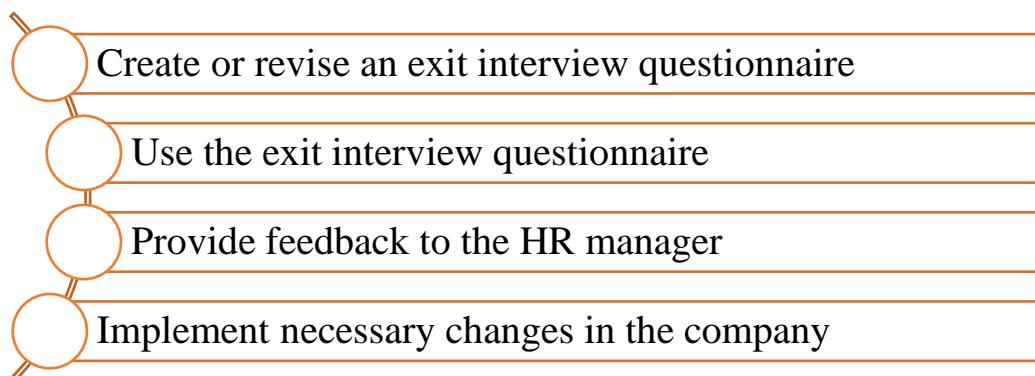 Create or revise an exit interview questionnaire
Use the exit interview questionnaire
Provide feedback to the HR manager
Implement necessary changes in the company